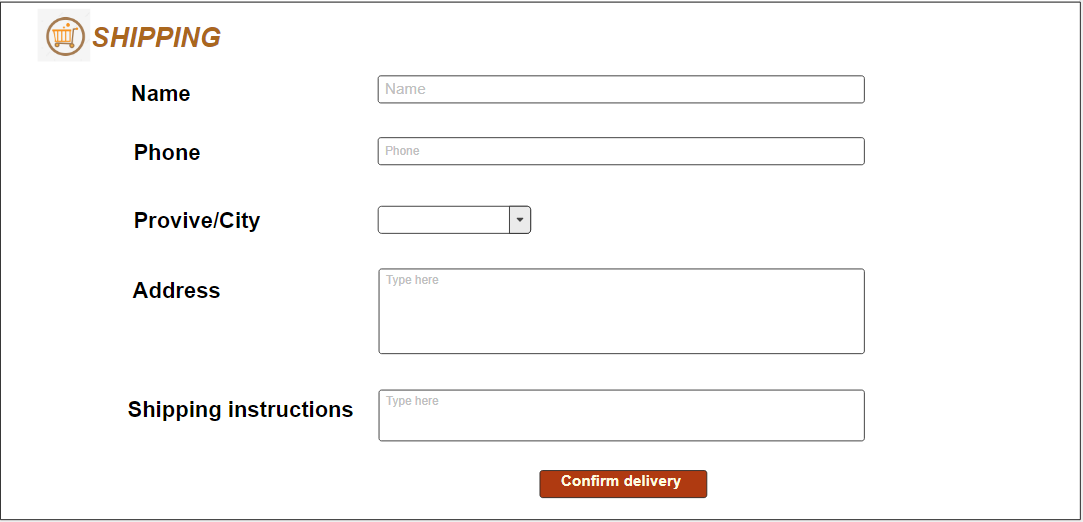 SHIPPING
Name
Name
Phone
Phone
Provive/City
Address
Type here
Shipping instructions
Type here
Confirm delivery